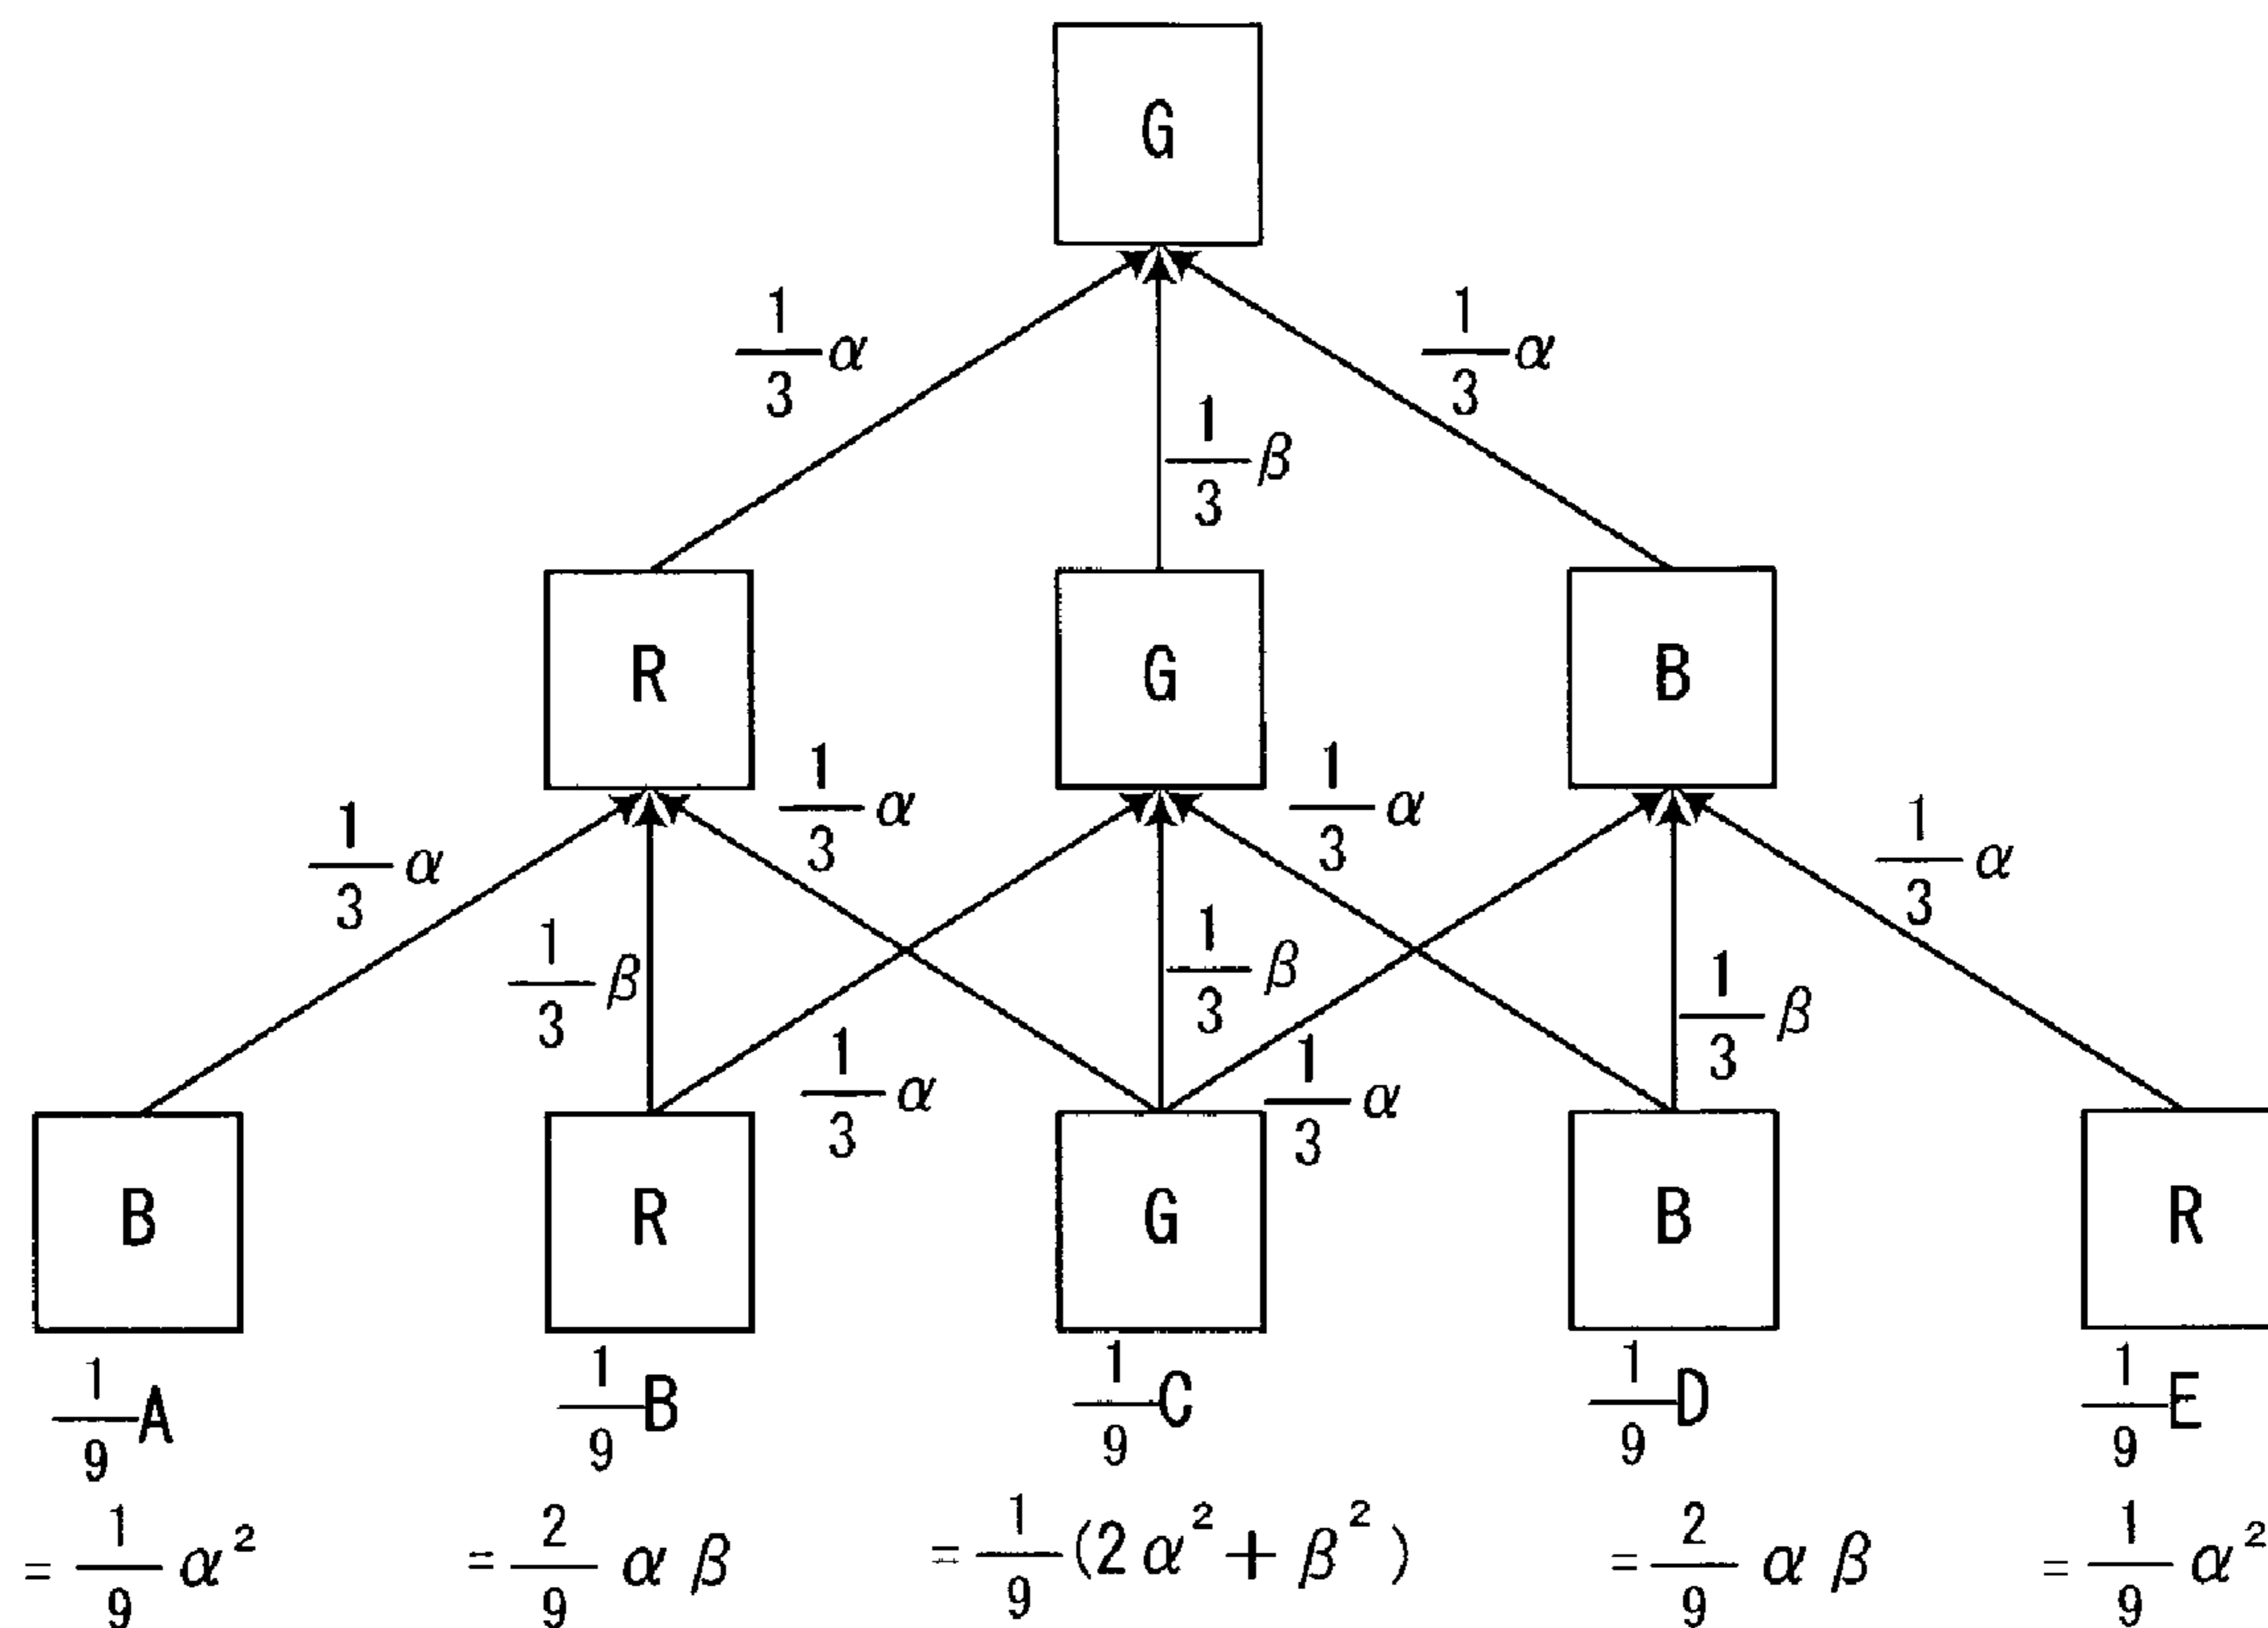 G
1/3 α
1/3 α
1/3 β
R G B
1/3 α
1/3 α
1/3 α
1/3 α
1/3 β
1/3 β
1/3 β
1/3 α
1/3 α
B R G B R
1/9 A 1/9 B 1/9 C 1/9 D 1/9 E
= 1/9 α² = 2/9 α β = 1/9 (2 α² + β²) = 2/9 α β = 1/9 α²